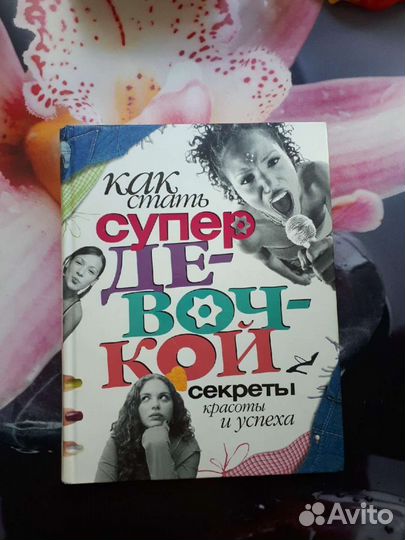 как
стать
супер
ДЕ-
ВОЧ-
КОЙ
секреты
красоты
и успеха
Avito